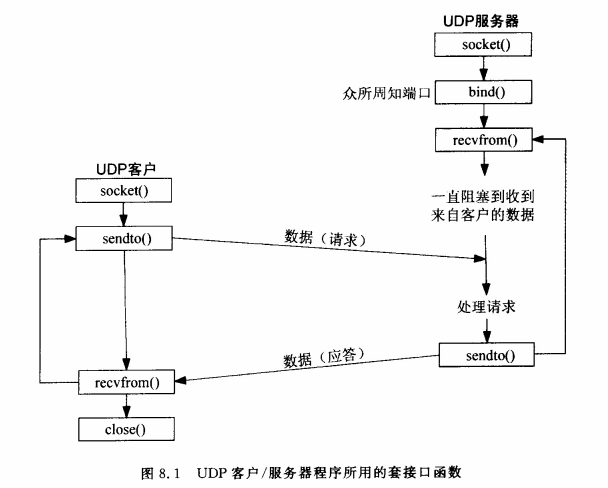 UDP服务器
socket()
众所周知端口
bind()
recvfrom()
一直阻塞到收到
来自客户的数据
UDP客户
socket()
sendto()
数据(请求)
处理请求
sendto()
数据(应答)
recvfrom()
close()
图 8.1 UDP 客户/服务器程序所用的套接口函数